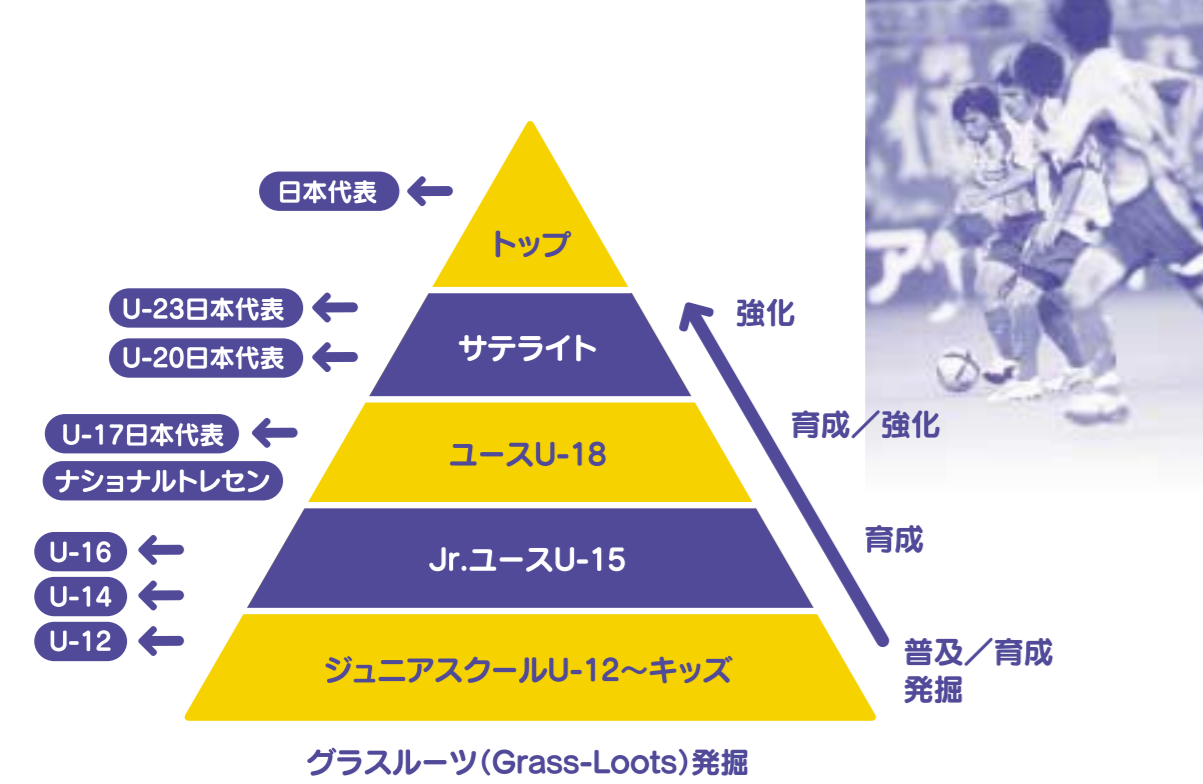 日本代表
トップ
U-23日本代表
強化
U-20日本代表
サテライト
育成／強化
U-17日本代表
ユースU-18
ナショナルトレセン
育成
U-16
Jr.ユースU-15
U-14
U-12
普及／育成
発掘
ジュニアスクールU-12～キッズ
グラスルーツ(Grass-Loots)発掘